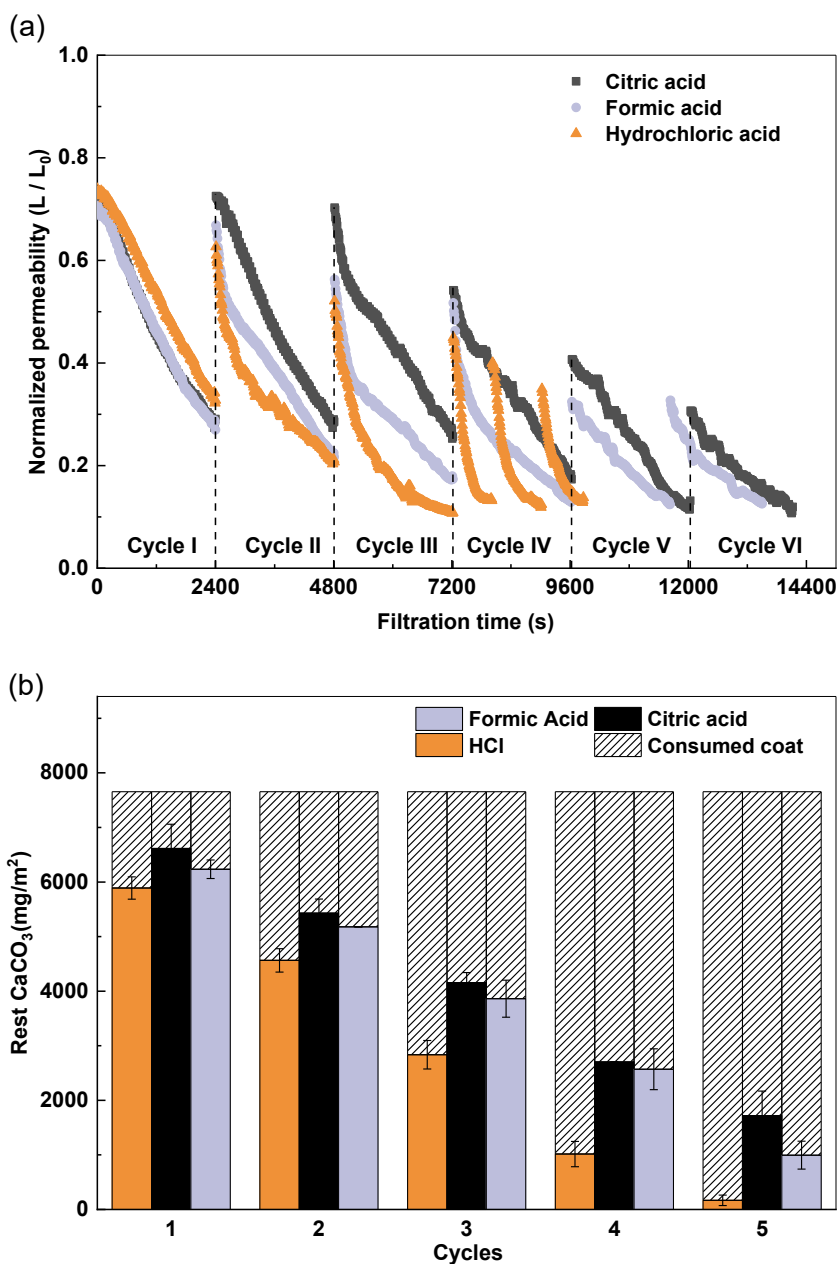 (a)
1.0
0.8
0.6
0.4
0.2
0.0
Normalized permeability (L / L₀)
Citric acid
Formic acid
Hydrochloric acid
Cycle I
Cycle II
Cycle III
Cycle IV
Cycle V
Cycle VI
0
2400
4800
7200
9600
12000
14400
Filtration time (s)
(b)
8000
6000
4000
2000
0
Rest CaCO₃(mg/m²)
Formic Acid
Citric acid
HCl
Consumed coat
1
2
3
4
5
Cycles